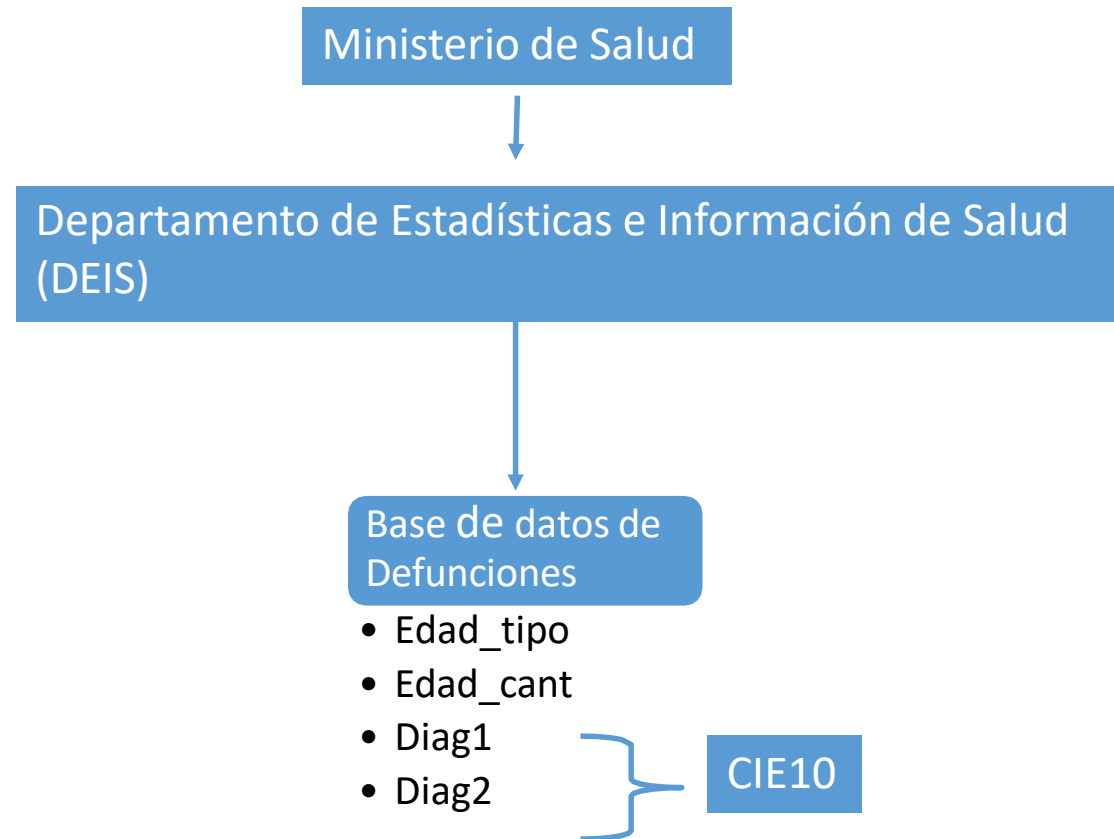 Ministerio de Salud
Departamento de Estadísticas e Información de Salud
(DEIS)
Base de datos de
Defunciones
• Edad_tipo
• Edad_cant
• Diag1
• Diag2
CIE10